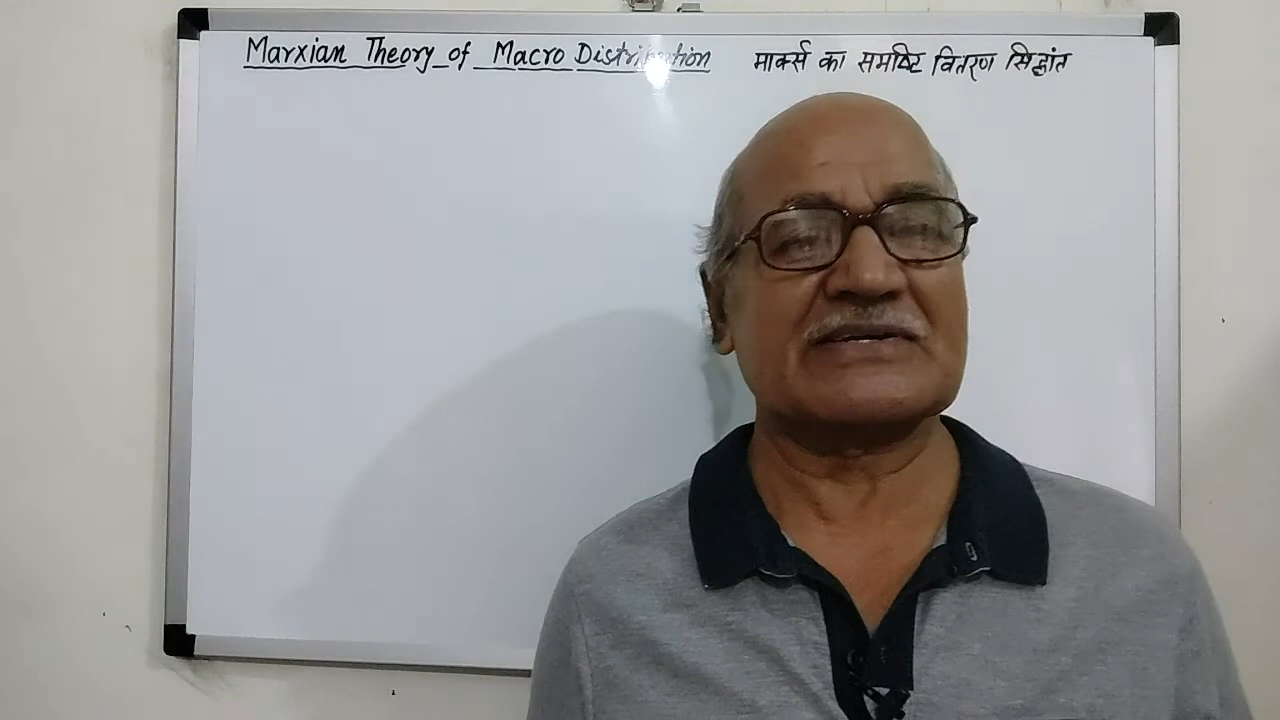 Marxian Theory of Macro Distribution मार्क्स का समष्टि वितरण सिद्धांत